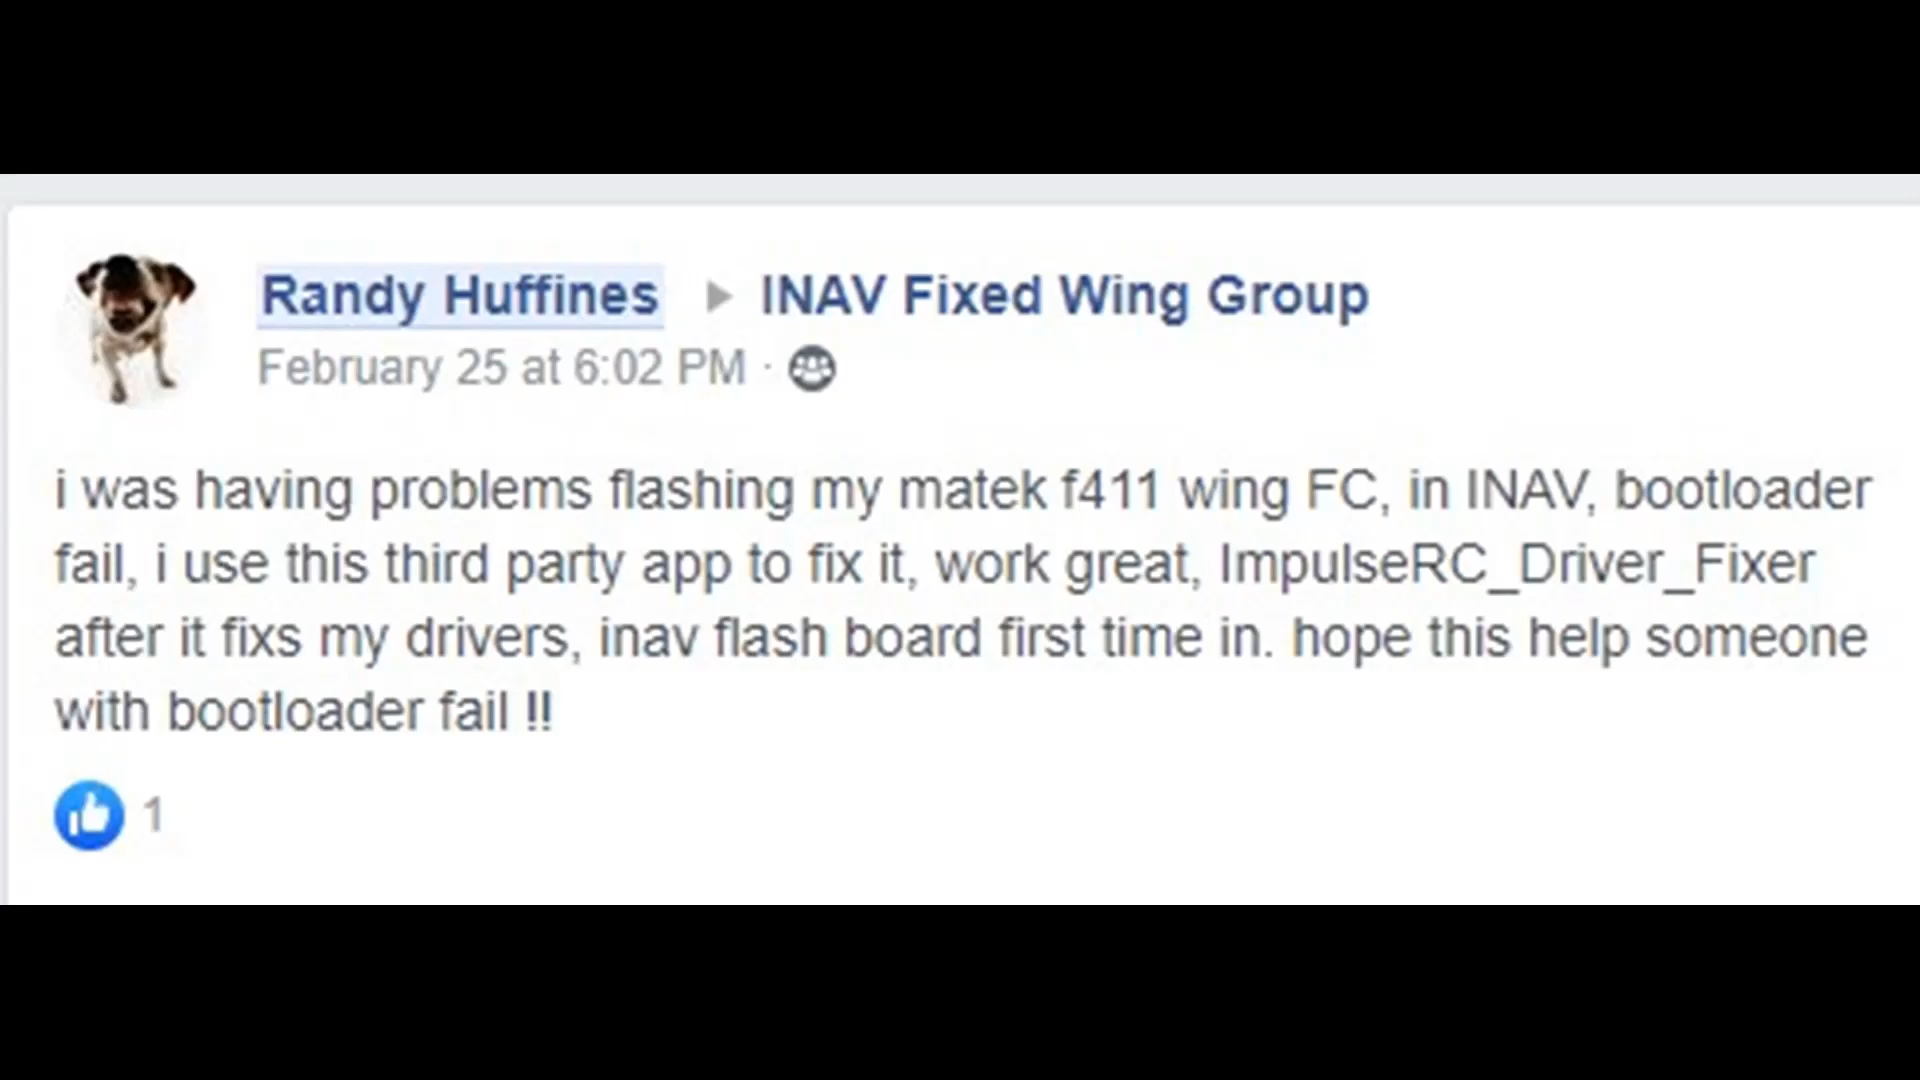 Randy Huffines ▶ INAV Fixed Wing Group
February 25 at 6:02 PM ·
i was having problems flashing my matek f411 wing FC, in INAV, bootloader
fail, i use this third party app to fix it, work great, ImpulseRC_Driver_Fixer
after it fixs my drivers, inav flash board first time in. hope this help someone
with bootloader fail !!
1